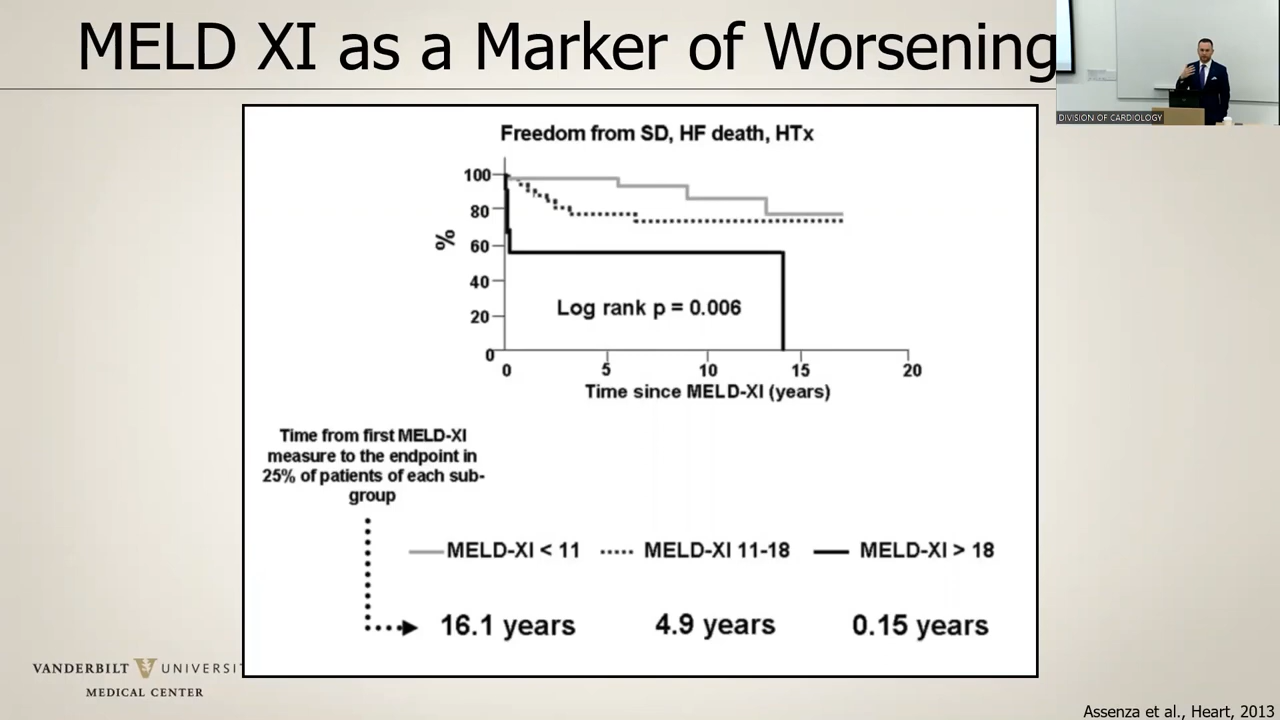 MELD XI as a Marker of Worsening
DIVISION OF CARDIOLOGY
Freedom from SD, HF death, HTx
100
80
60
40
20
0
%
Log rank p = 0.006
0 5 10 15 20
Time since MELD-XI (years)
Time from first MELD-XI
measure to the endpoint in
25% of patients of each sub-
group
MELD-XI < 11 MELD-XI 11-18 MELD-XI > 18
16.1 years 4.9 years 0.15 years
VANDERBILT UNIVERSI
MEDICAL CENTER
Assenza et al., Heart, 2013